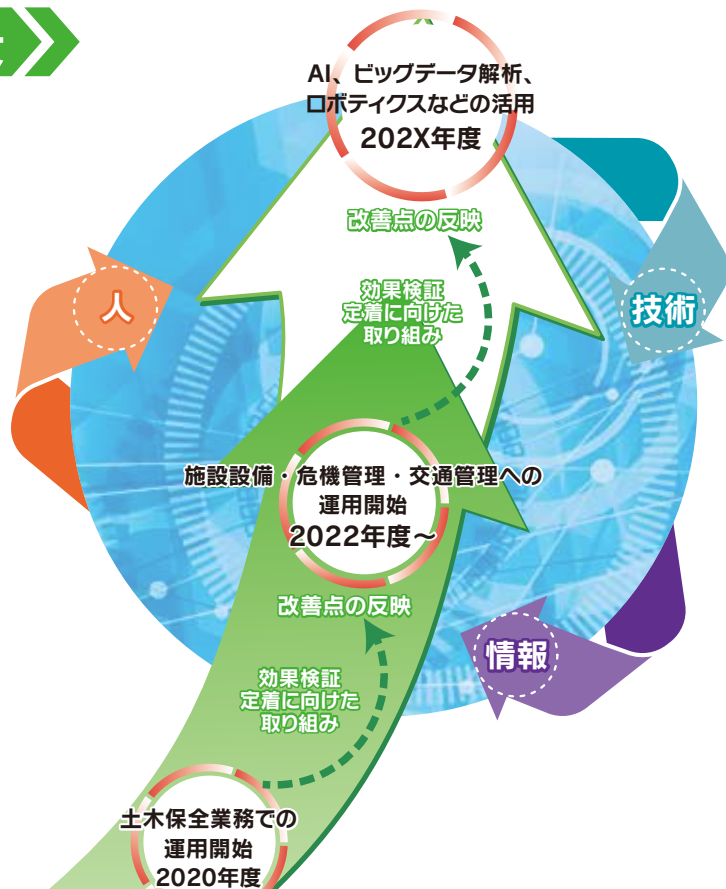 AI、ビッグデータ解析、
ロボティクスなどの活用
202X年度
改善点の反映
効果検証
定着に向けた
取り組み
人
技術
施設設備・危機管理・交通管理への
運用開始
2022年度～
改善点の反映
情報
効果検証
定着に向けた
取り組み
土木保全業務での
運用開始
2020年度